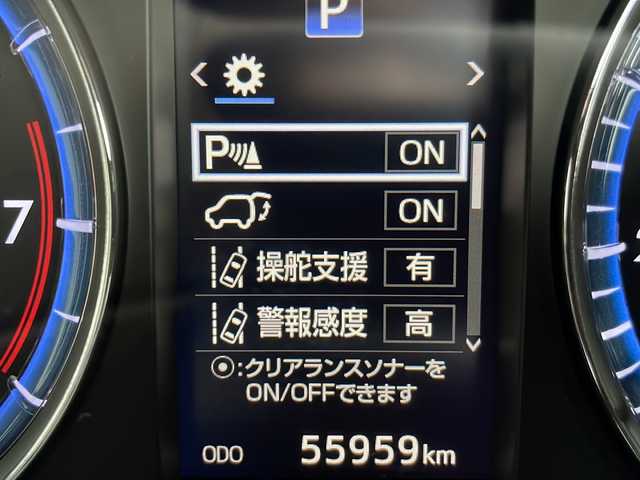 P
P ON
ON
操舵支援 有
警報感度 高
⦿:クリアランスソナーを
ON/OFFできます
ODO 55959km
7